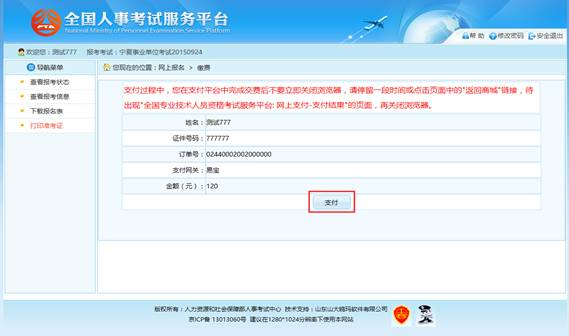 全国人事考试服务平台
National Ministry of Personnel Examination Service Platform
帮 助 修改密码 安全退出
欢迎您：测试777 报考考试：宁夏事业单位考试20150924
导航菜单
您现在的位置：网上报名 > 缴费
查看报考状态
查看报考信息
下载报名表
打印准考证
支付过程中，您在支付平台中完成交费后不要立即关闭浏览器，请停留一段时间或点击页面中的"返回商城"链接，待
出现"全国专业技术人员资格考试服务平台: 网上支付-支付结果"的页面，再关闭浏览器。
姓名： 测试777
证件号码： 777777
订单号： 02440002002000000
支付网关： 易宝
金额（元）： 120
支付
版权所有：人力资源和社会保障部人事考试中心 技术支持：山东山大鸥玛软件有限公司
京ICP备 13013060号 建议在1280*1024分辨率下使用本网站